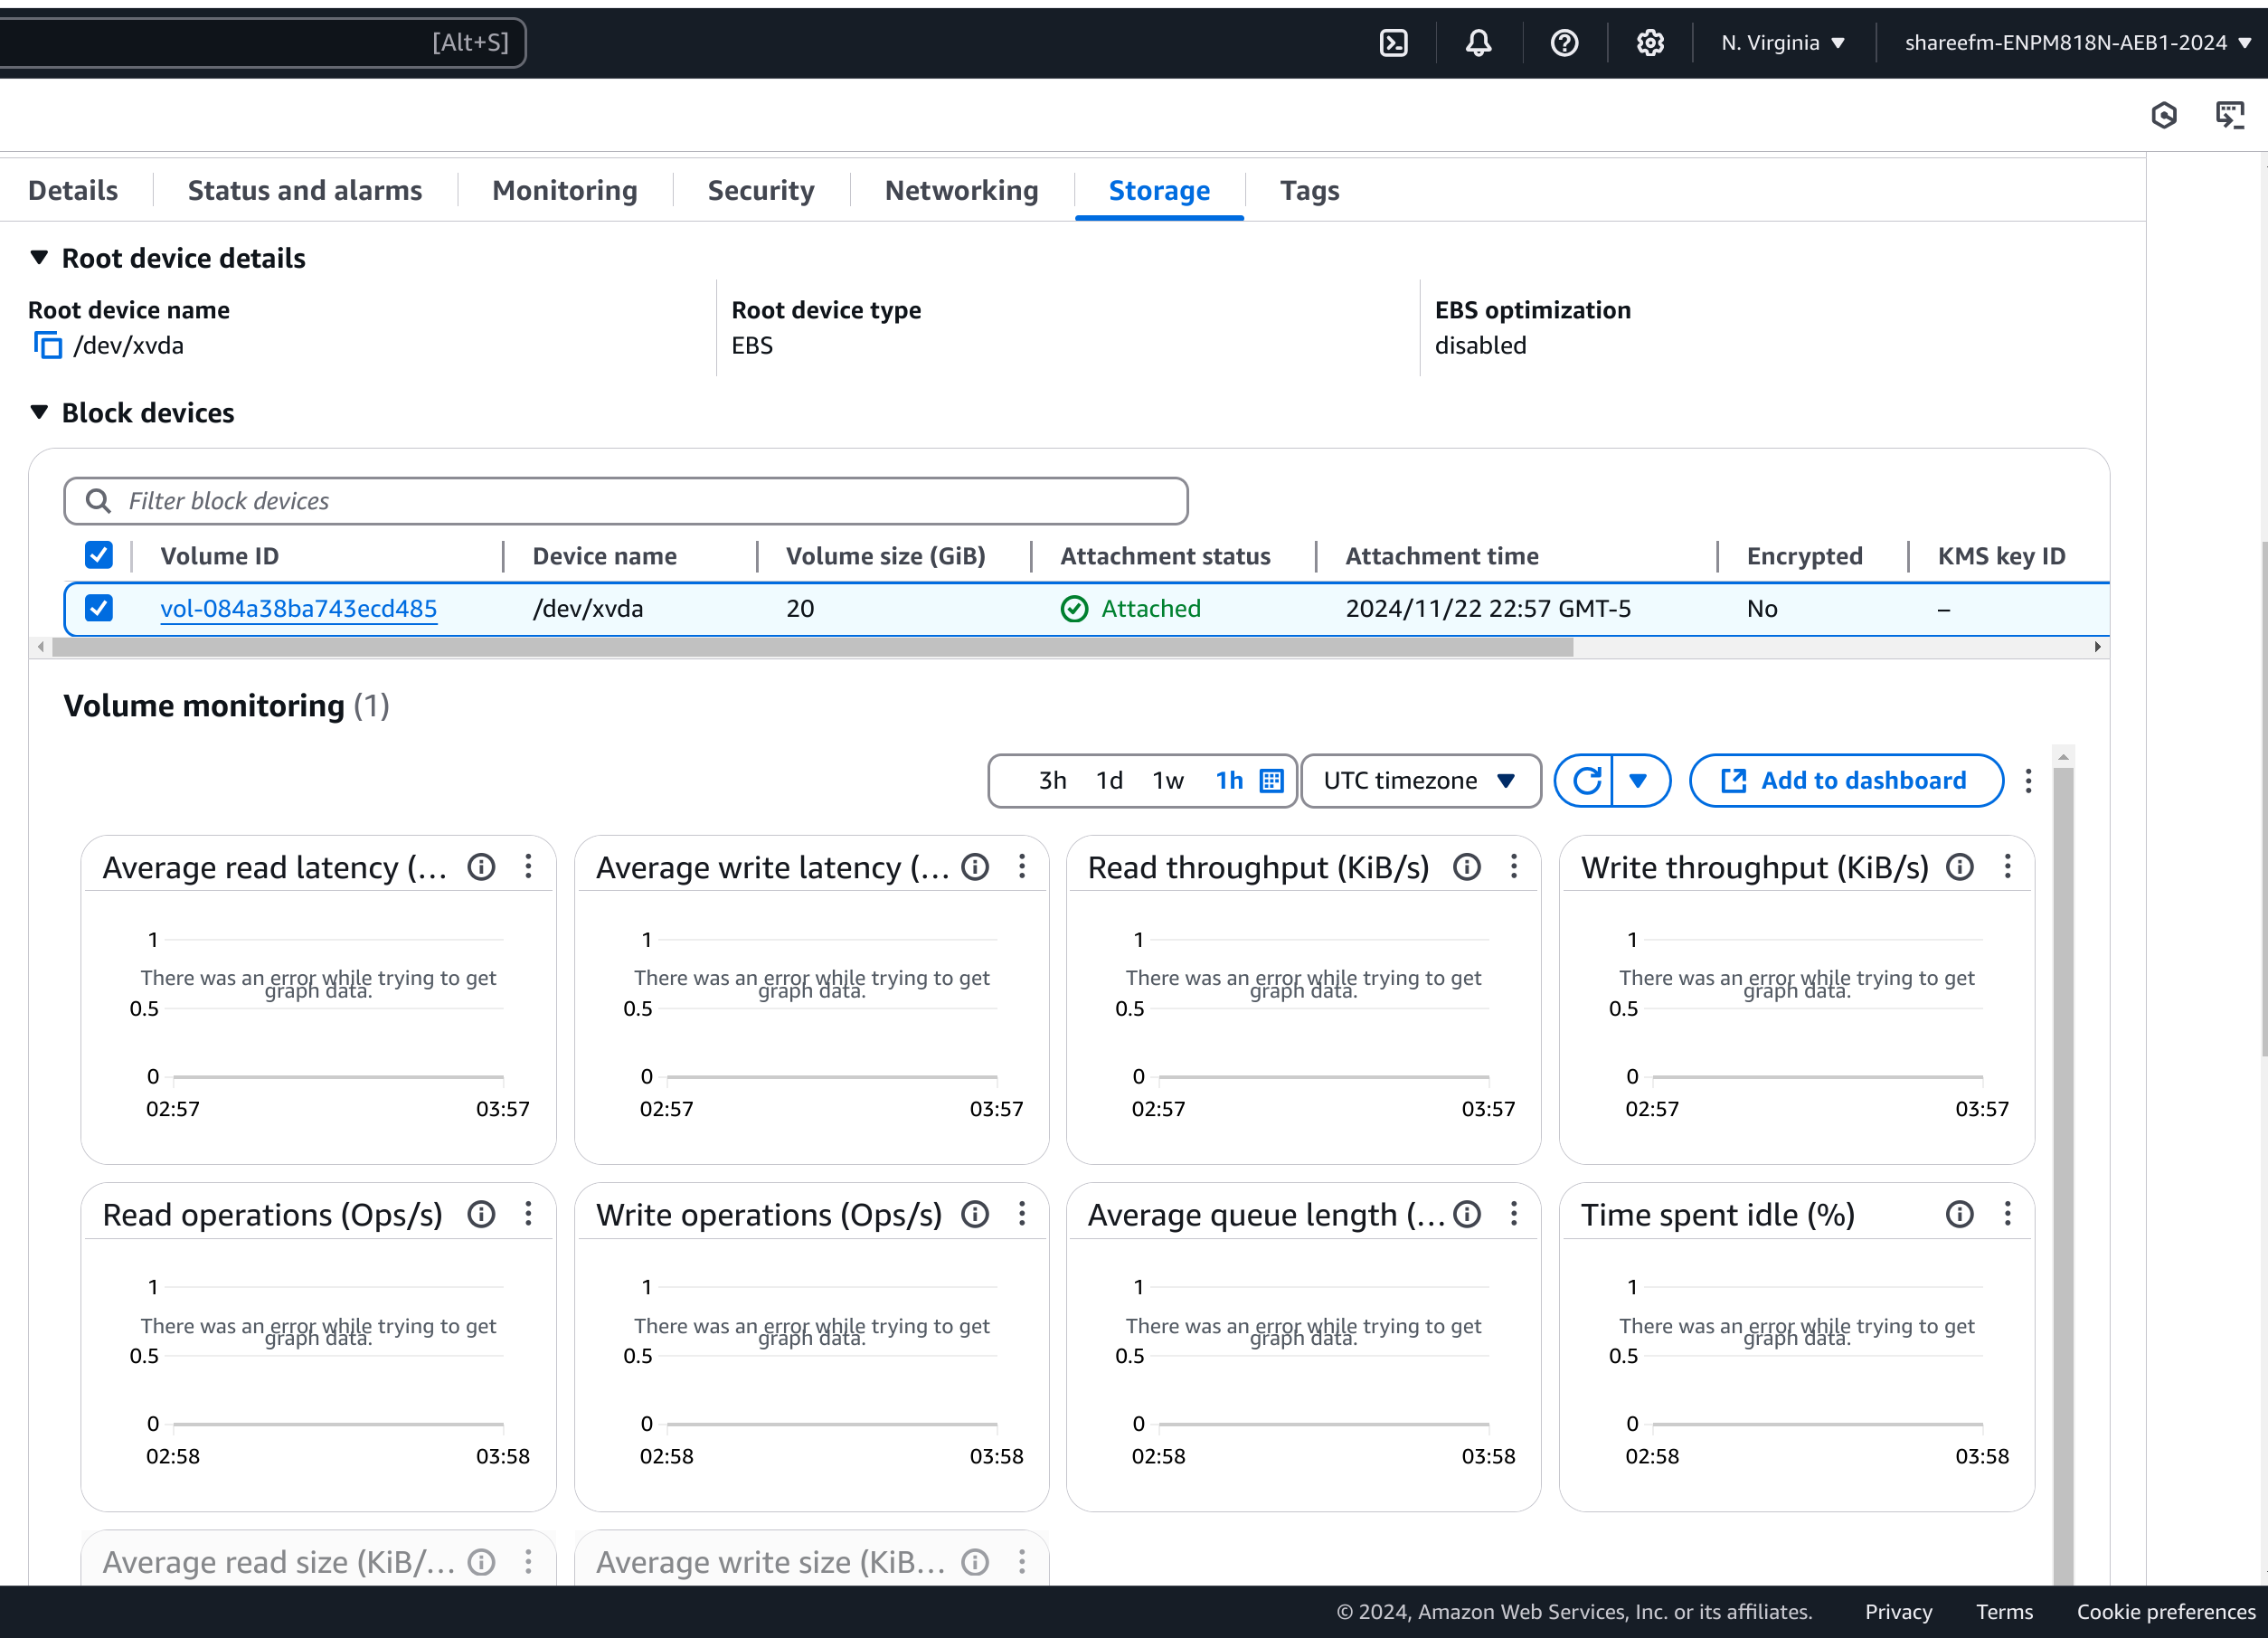 [Alt+S]
N. Virginia
shareefm-ENPM818N-AEB1-2024
Details
Status and alarms
Monitoring
Security
Networking
Storage
Tags
Root device details
Root device name
/dev/xvda
Root device type
EBS
EBS optimization
disabled
Block devices
Filter block devices
Volume ID
Device name
Volume size (GiB)
Attachment status
Attachment time
Encrypted
KMS key ID
vol-084a38ba743ecd485
/dev/xvda
20
Attached
2024/11/22 22:57 GMT-5
No
–
Volume monitoring (1)
3h
1d
1w
1h
UTC timezone
Add to dashboard
Average read latency (...
1
There was an error while trying to get
graph data.
0.5
0
02:57
03:57
Average write latency (...
1
There was an error while trying to get
graph data.
0.5
0
02:57
03:57
Read throughput (KiB/s)
1
There was an error while trying to get
graph data.
0.5
0
02:57
03:57
Write throughput (KiB/s)
1
There was an error while trying to get
graph data.
0.5
0
02:57
03:57
Read operations (Ops/s)
1
There was an error while trying to get
graph data.
0.5
0
02:58
03:58
Write operations (Ops/s)
1
There was an error while trying to get
graph data.
0.5
0
02:58
03:58
Average queue length (...
1
There was an error while trying to get
graph data.
0.5
0
02:58
03:58
Time spent idle (%)
1
There was an error while trying to get
graph data.
0.5
0
02:58
03:58
Average read size (KiB/...
Average write size (KiB...
© 2024, Amazon Web Services, Inc. or its affiliates.
Privacy
Terms
Cookie preferences